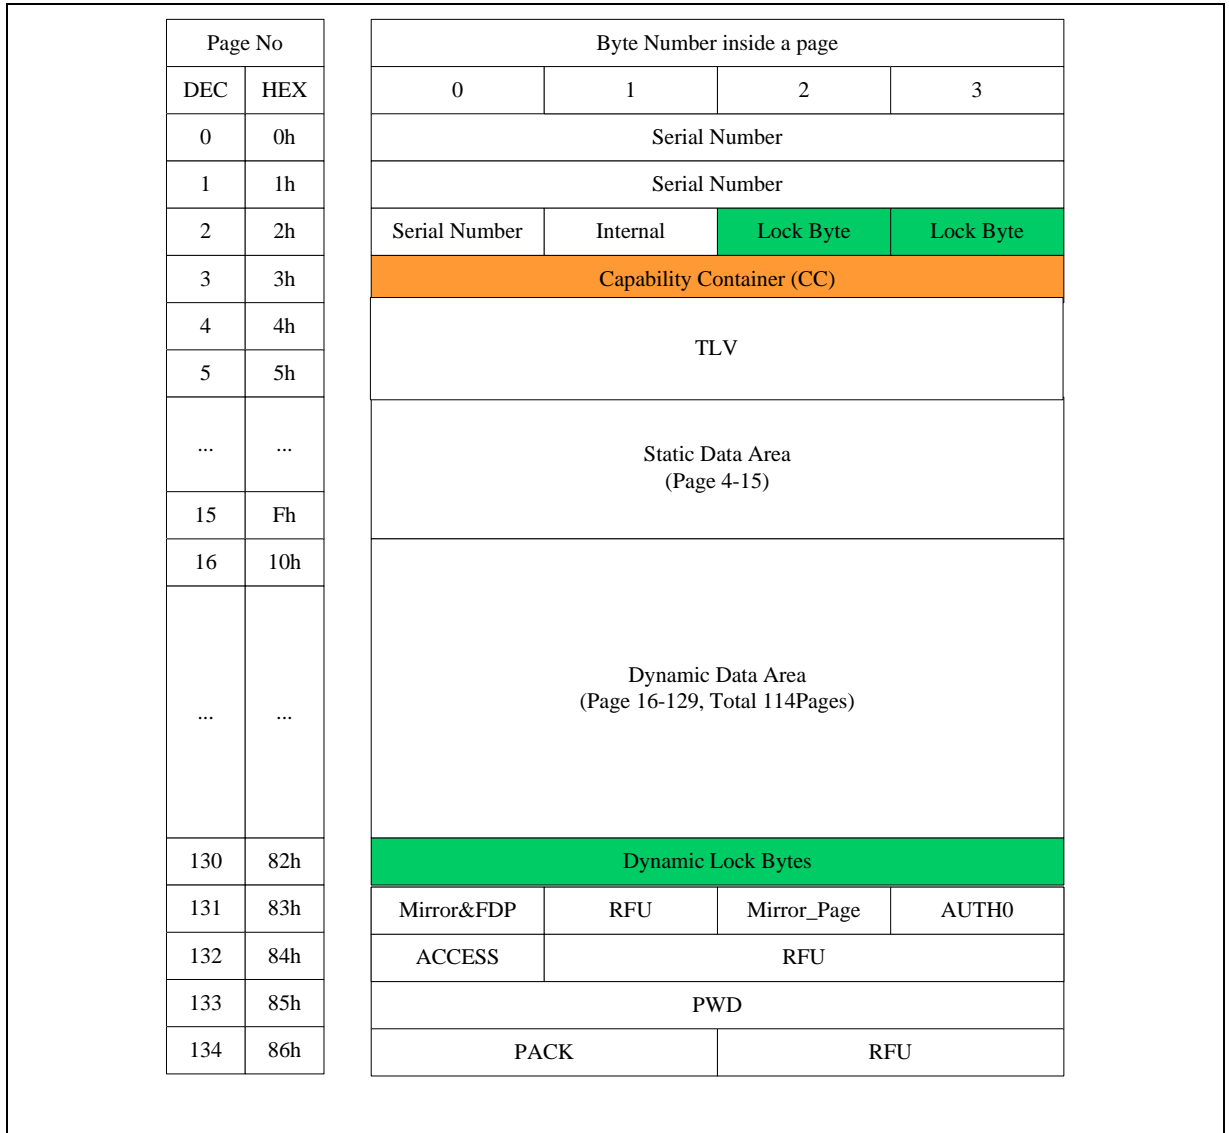 Page No Byte Number inside a page
DEC HEX 0 1 2 3
0 0h Serial Number
1 1h Serial Number
2 2h Serial Number Internal Lock Byte Lock Byte
3 3h Capability Container (CC)
4 4h
TLV
5 5h
... ... Static Data Area
(Page 4-15)
15 Fh
16 10h
Dynamic Data Area
(Page 16-129, Total 114Pages)
... ...
130 82h Dynamic Lock Bytes
131 83h Mirror&FDP RFU Mirror_Page AUTH0
132 84h ACCESS RFU
133 85h PWD
134 86h PACK RFU